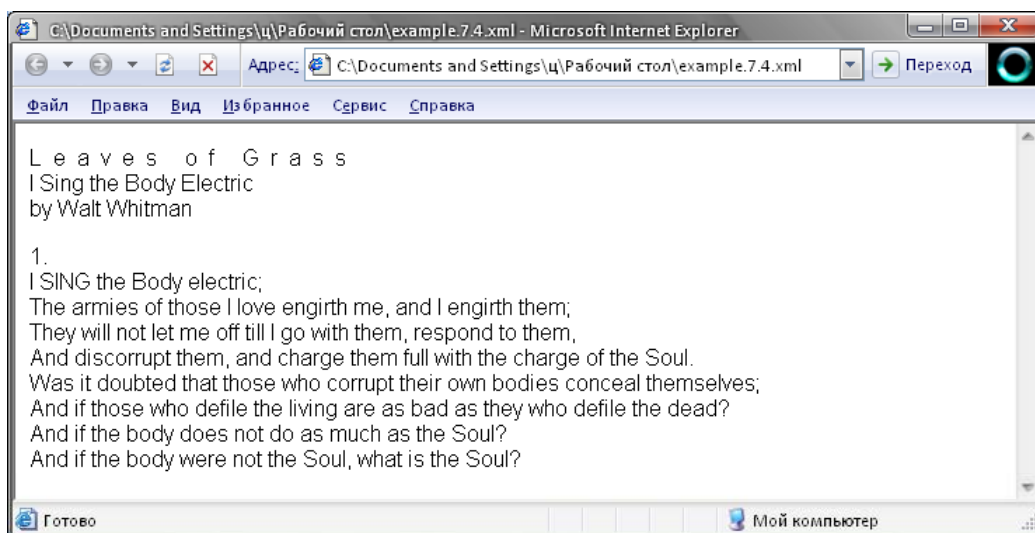 C:\Documents and Settings\ц\Рабочий стол\example.7.4.xml - Microsoft Internet Explorer
Адрес: C:\Documents and Settings\ц\Рабочий стол\example.7.4.xml Переход
Файл Правка Вид Избранное Сервис Справка
L e a v e s o f G r a s s
I Sing the Body Electric
by Walt Whitman
1.
I SING the Body electric;
The armies of those I love engirth me, and I engirth them;
They will not let me off till I go with them, respond to them,
And discorrupt them, and charge them full with the charge of the Soul.
Was it doubted that those who corrupt their own bodies conceal themselves;
And if those who defile the living are as bad as they who defile the dead?
And if the body does not do as much as the Soul?
And if the body were not the Soul, what is the Soul?
Готово Мой компьютер